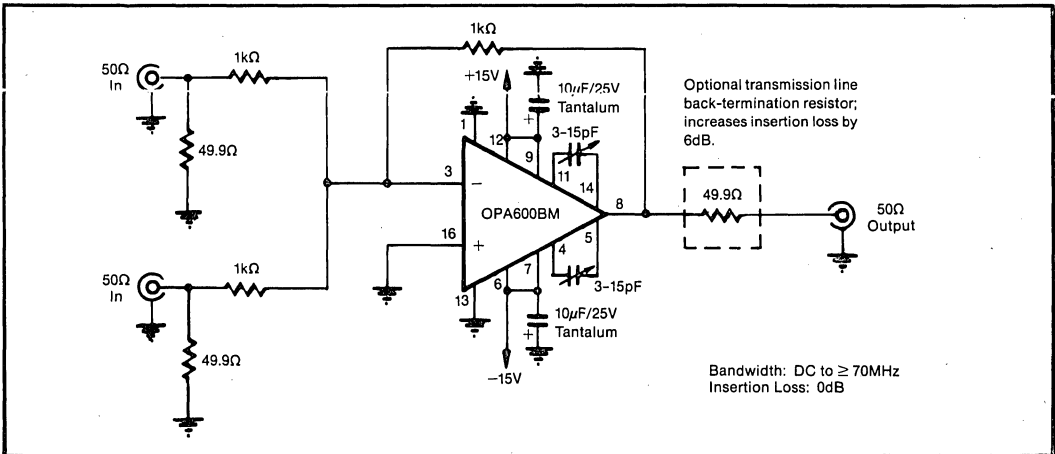 1kΩ
50Ω
In
49.9Ω
1kΩ
50Ω
In
49.9Ω
1kΩ
+15V
10μF/25V
Tantalum
+
1
12
9
3-15pF
11
14
3
−
OPA600BM
8
16
+
4
5
7
6
13
3-15pF
10μF/25V
Tantalum
+
−15V
Optional transmission line
back-termination resistor;
increases insertion loss by
6dB.
49.9Ω
50Ω
Output
Bandwidth: DC to ≥ 70MHz
Insertion Loss: 0dB